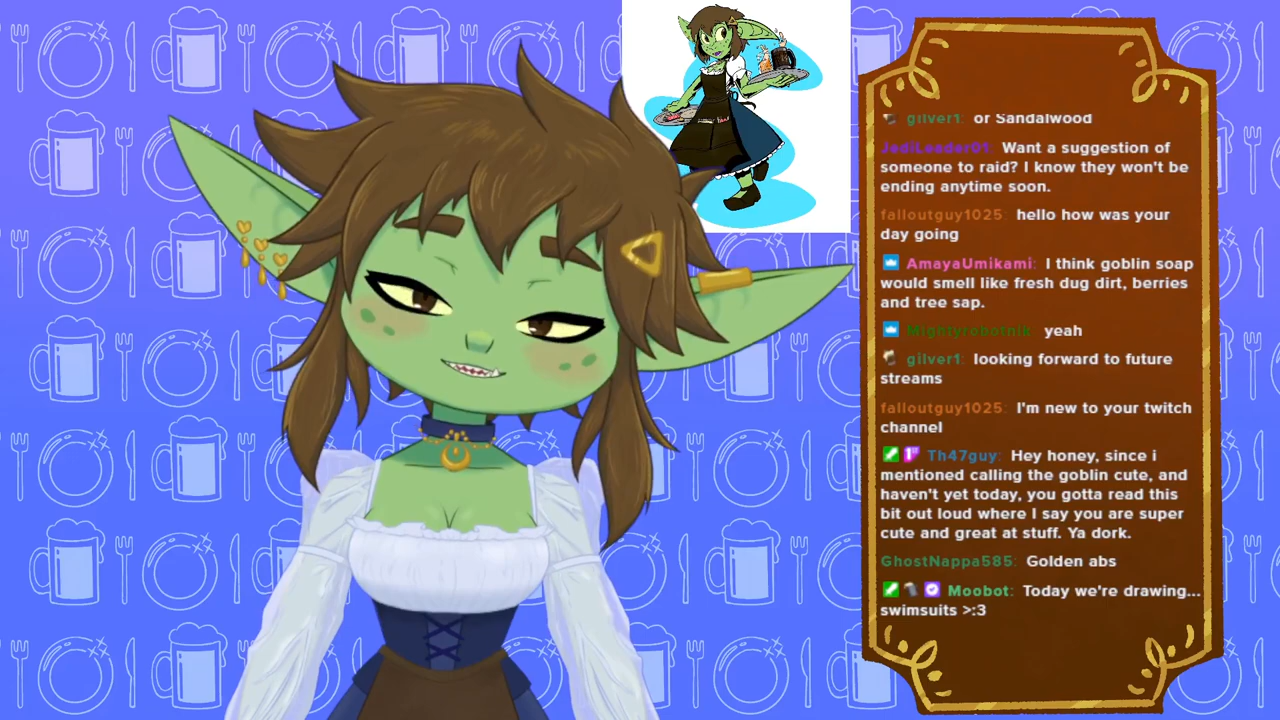 gilver1: or Sandalwood
JediLeader01: Want a suggestion of
someone to raid? I know they won't be
ending anytime soon.
falloutguy1025: hello how was your
day going
AmayaUmikami: I think goblin soap
would smell like fresh dug dirt, berries
and tree sap.
Mightyrobotnik: yeah
gilver1: looking forward to future
streams
falloutguy1025: I'm new to your twitch
channel
Th47guy: Hey honey, since i
mentioned calling the goblin cute, and
haven't yet today, you gotta read this
bit out loud where I say you are super
cute and great at stuff. Ya dork.
GhostNappa585: Golden abs
Moobot: Today we're drawing...
swimsuits >:3